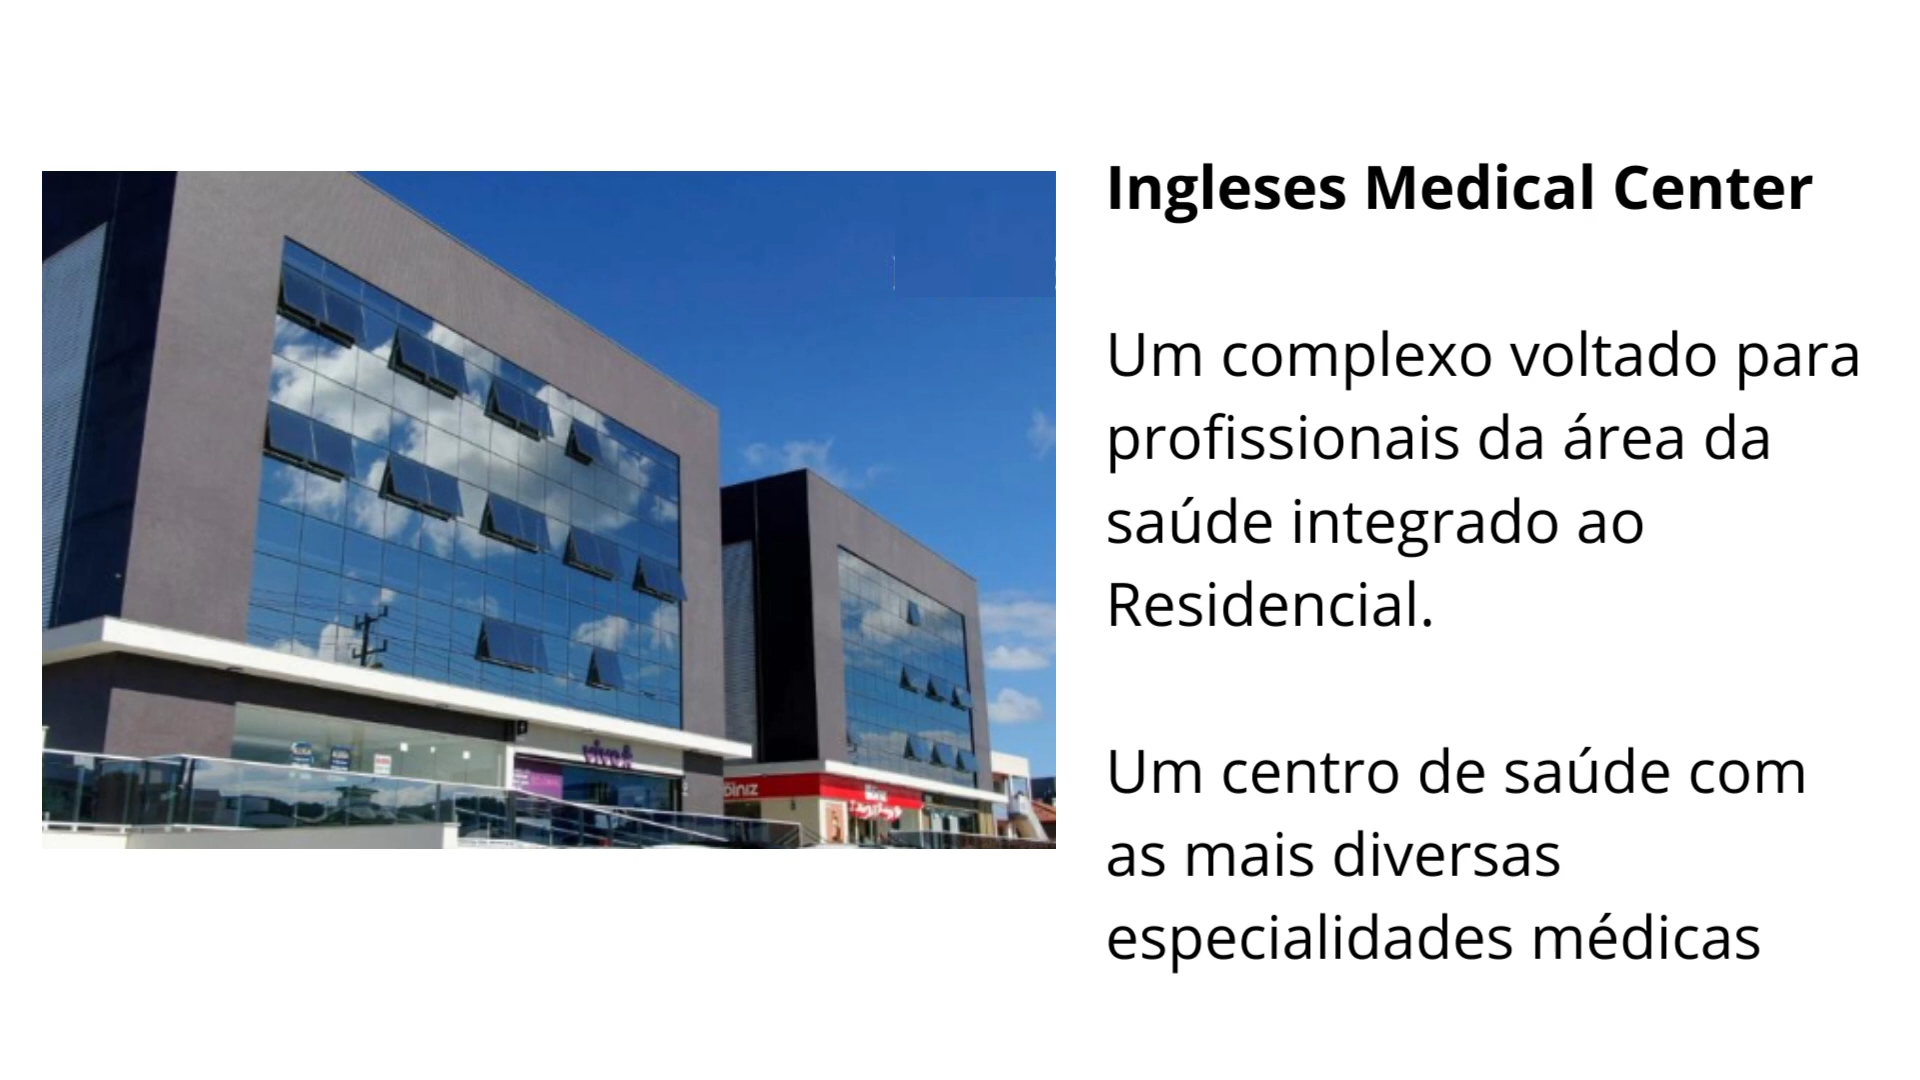 Ingleses Medical Center
Um complexo voltado para
profissionais da área da
saúde integrado ao
Residencial.
Um centro de saúde com
as mais diversas
especialidades médicas